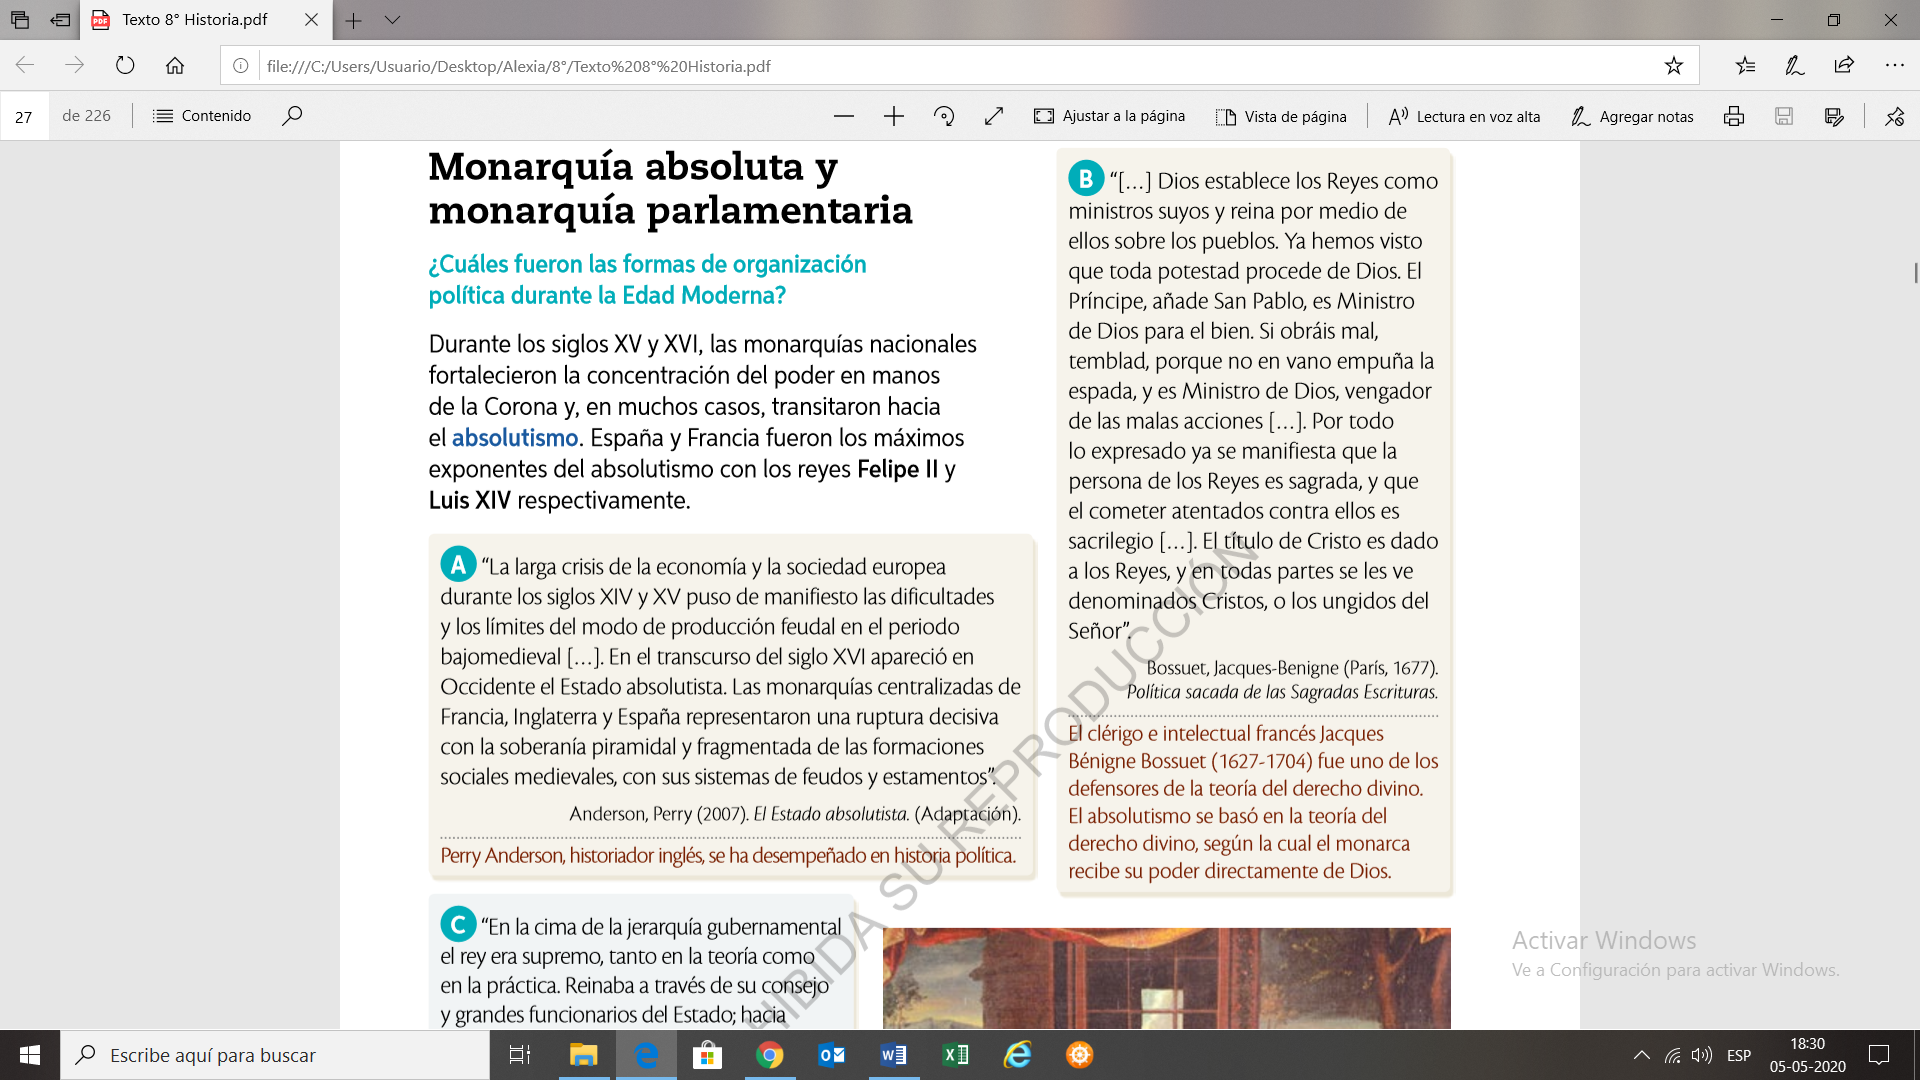 Texto 8° Historia.pdf
file:///C:/Users/Usuario/Desktop/Alexia/8°/Texto%208°%20Historia.pdf
27 de 226
Contenido
Ajustar a la página
Vista de página
Lectura en voz alta
Agregar notas
Monarquía absoluta y
monarquía parlamentaria
¿Cuáles fueron las formas de organización
política durante la Edad Moderna?
Durante los siglos XV y XVI, las monarquías nacionales
fortalecieron la concentración del poder en manos
de la Corona y, en muchos casos, transitaron hacia
el absolutismo. España y Francia fueron los máximos
exponentes del absolutismo con los reyes Felipe II y
Luis XIV respectivamente.
A “La larga crisis de la economía y la sociedad europea
durante los siglos XIV y XV puso de manifiesto las dificultades
y los límites del modo de producción feudal en el periodo
bajomedieval [...]. En el transcurso del siglo XVI apareció en
Occidente el Estado absolutista. Las monarquías centralizadas de
Francia, Inglaterra y España representaron una ruptura decisiva
con la soberanía piramidal y fragmentada de las formaciones
sociales medievales, con sus sistemas de feudos y estamentos”.
Anderson, Perry (2007). El Estado absolutista. (Adaptación).
Perry Anderson, historiador inglés, se ha desempeñado en historia política.
C “En la cima de la jerarquía gubernamental
el rey era supremo, tanto en la teoría como
en la práctica. Reinaba a través de su consejo
y grandes funcionarios del Estado; hacia
B “[...] Dios establece los Reyes como
ministros suyos y reina por medio de
ellos sobre los pueblos. Ya hemos visto
que toda potestad procede de Dios. El
Príncipe, añade San Pablo, es Ministro
de Dios para el bien. Si obráis mal,
temblad, porque no en vano empuña la
espada, y es Ministro de Dios, vengador
de las malas acciones [...]. Por todo
lo expresado ya se manifiesta que la
persona de los Reyes es sagrada, y que
el cometer atentados contra ellos es
sacrilegio [...]. El título de Cristo es dado
a los Reyes, y en todas partes se les ve
denominados Cristos, o los ungidos del
Señor”.
Bossuet, Jacques-Benigne (París, 1677).
Política sacada de las Sagradas Escrituras.
El clérigo e intelectual francés Jacques
Bénigne Bossuet (1627-1704) fue uno de los
defensores de la teoría del derecho divino.
El absolutismo se basó en la teoría del
derecho divino, según la cual el monarca
recibe su poder directamente de Dios.
HIBIDA SU REPRODUCCIÓN
Activar Windows
Ve a Configuración para activar Windows.
Escribe aquí para buscar
ESP
18:30
05-05-2020